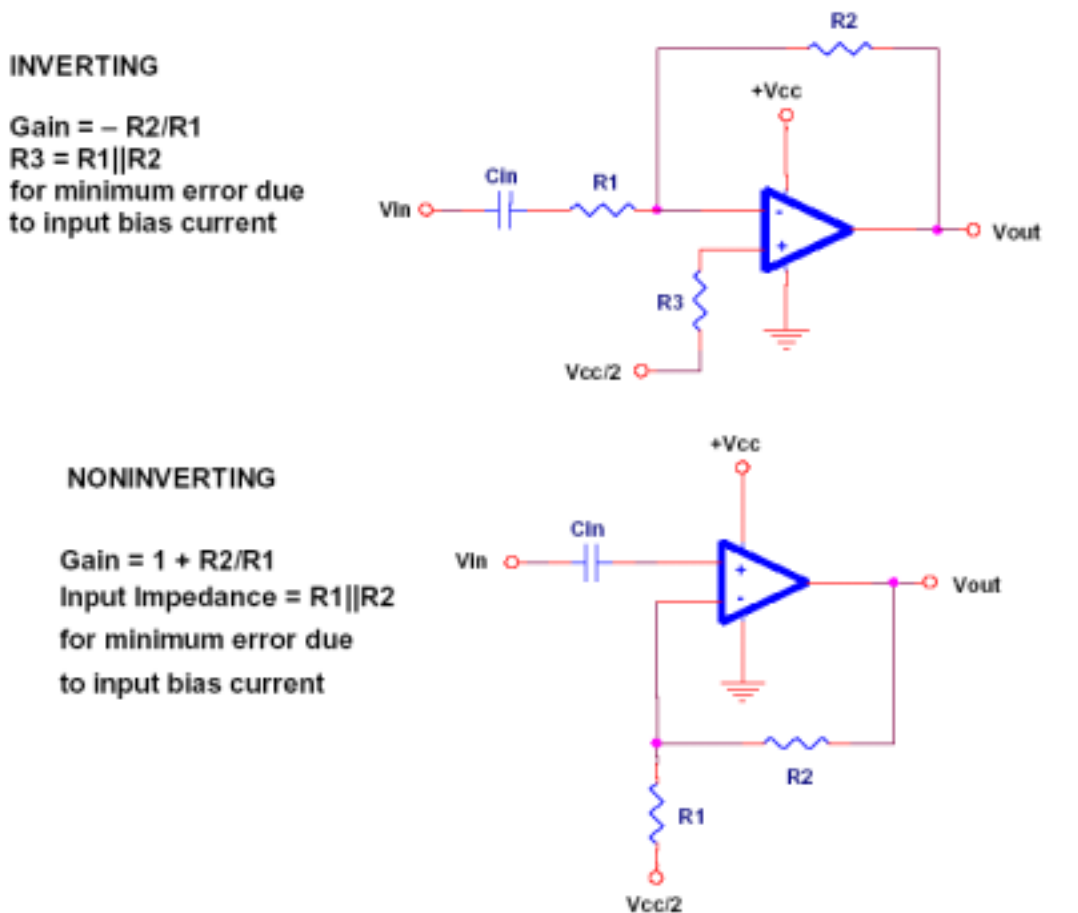 INVERTING
Gain = – R2/R1
R3 = R1||R2
for minimum error due
to input bias current
R2
+Vcc
Cin
R1
Vin
-
+
Vout
R3
Vcc/2
NONINVERTING
Gain = 1 + R2/R1
Input Impedance = R1||R2
for minimum error due
to input bias current
+Vcc
Cin
Vin
+
-
Vout
R2
R1
Vcc/2